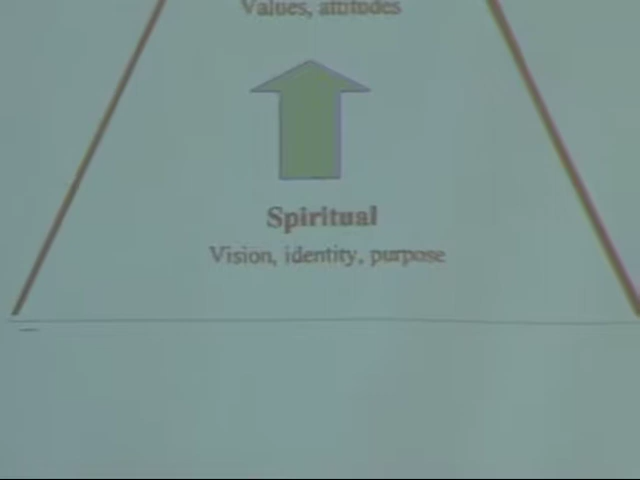 Values, attitudes
Spiritual
Vision, identity, purpose